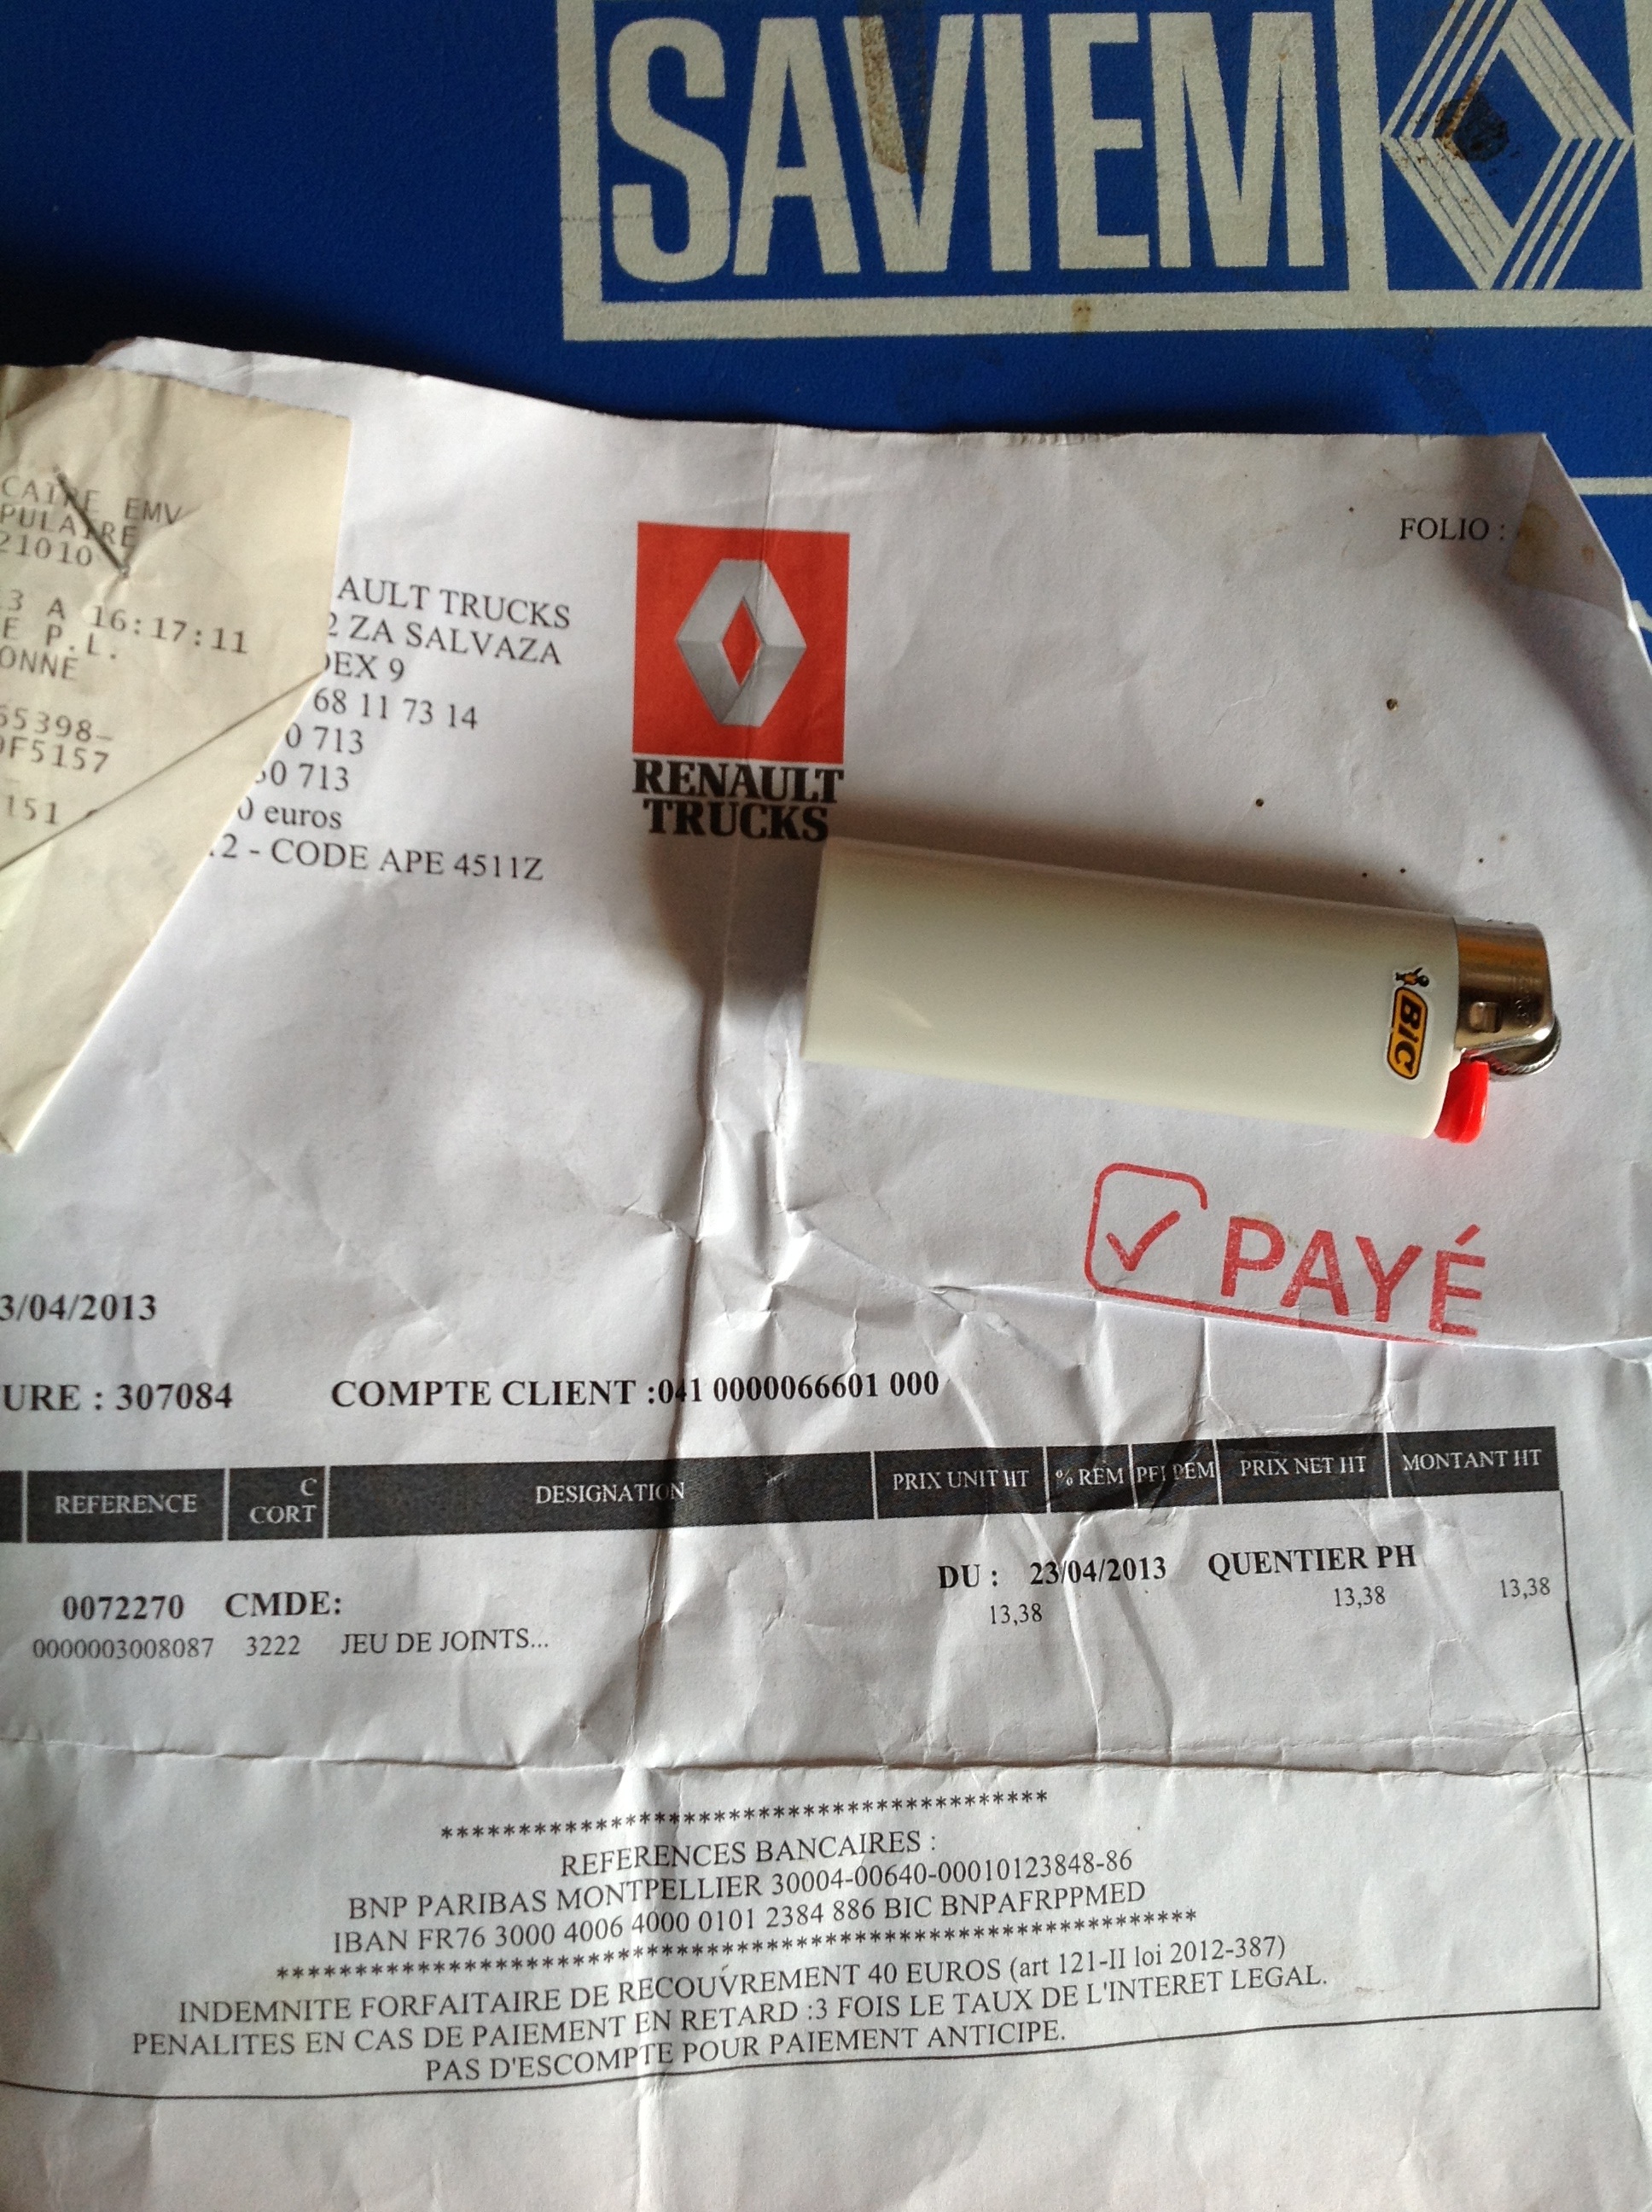 SAVIEM
FOLIO :
CAIRE EMV
PULAIRE
21010
3 A 16:17:11
E P.L.
ONNE
65398-
F5157
151
AULT TRUCKS
2 ZA SALVAZA
DEX 9
68 11 73 14
0 713
50 713
0 euros
.2 - CODE APE 4511Z
RENAULT
TRUCKS
BIC
PAYÉ
3/04/2013
URE : 307084 COMPTE CLIENT :041 0000066601 000
REFERENCE C CORT DESIGNATION PRIX UNIT HT % REM PFI PEM PRIX NET HT MONTANT HT
0072270 CMDE: DU : 23/04/2013 QUENTIER PH
0000003008087 3222 JEU DE JOINTS... 13,38 13,38 13,38
****************************************
REFERENCES BANCAIRES :
BNP PARIBAS MONTPELLIER 30004-00640-00010123848-86
IBAN FR76 3000 4006 4000 0101 2384 886 BIC BNPAFRPPMED
************************************************************
INDEMNITE FORFAITAIRE DE RECOUVREMENT 40 EUROS (art 121-II loi 2012-387)
PENALITES EN CAS DE PAIEMENT EN RETARD :3 FOIS LE TAUX DE L'INTERET LEGAL.
PAS D'ESCOMPTE POUR PAIEMENT ANTICIPE.